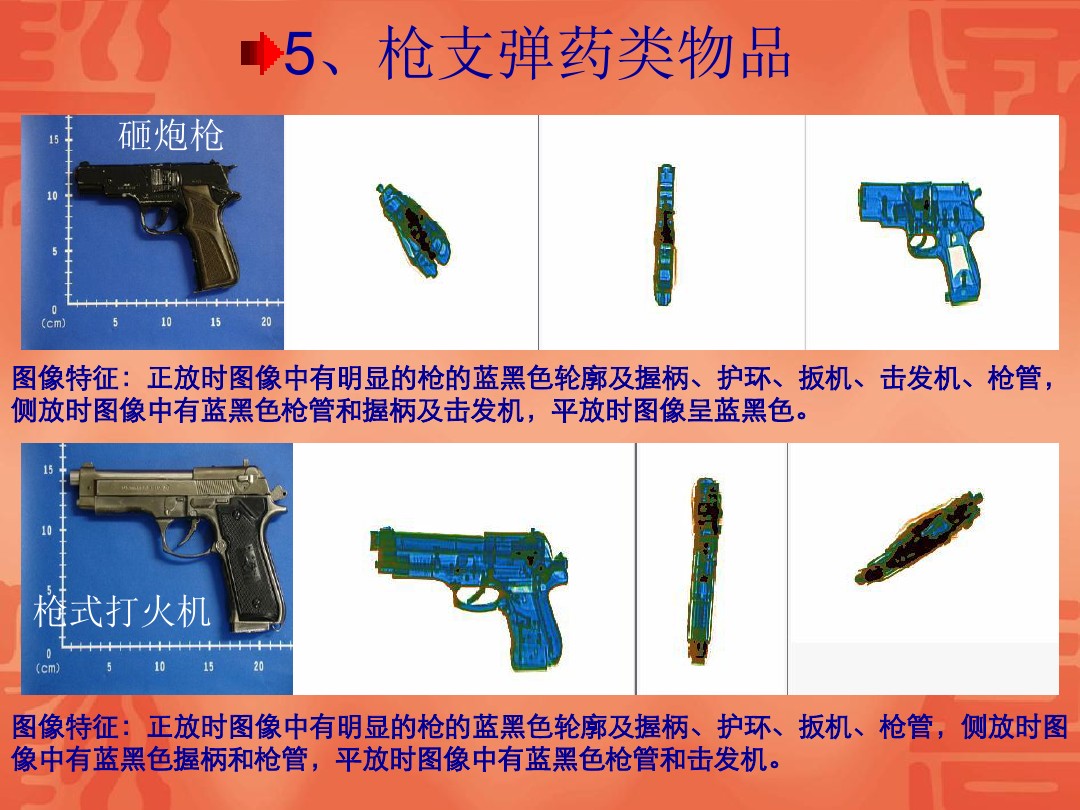 5、枪支弹药类物品
砸炮枪
15
10
5
0
(cm) 5 10 15 20
图像特征：正放时图像中有明显的枪的蓝黑色轮廓及握柄、护环、扳机、击发机、枪管，
侧放时图像中有蓝黑色枪管和握柄及击发机，平放时图像呈蓝黑色。
15
10
5
枪式打火机
0
(cm) 5 10 15 20
图像特征：正放时图像中有明显的枪的蓝黑色轮廓及握柄、护环、扳机、枪管，侧放时图
像中有蓝黑色握柄和枪管，平放时图像中有蓝黑色枪管和击发机。